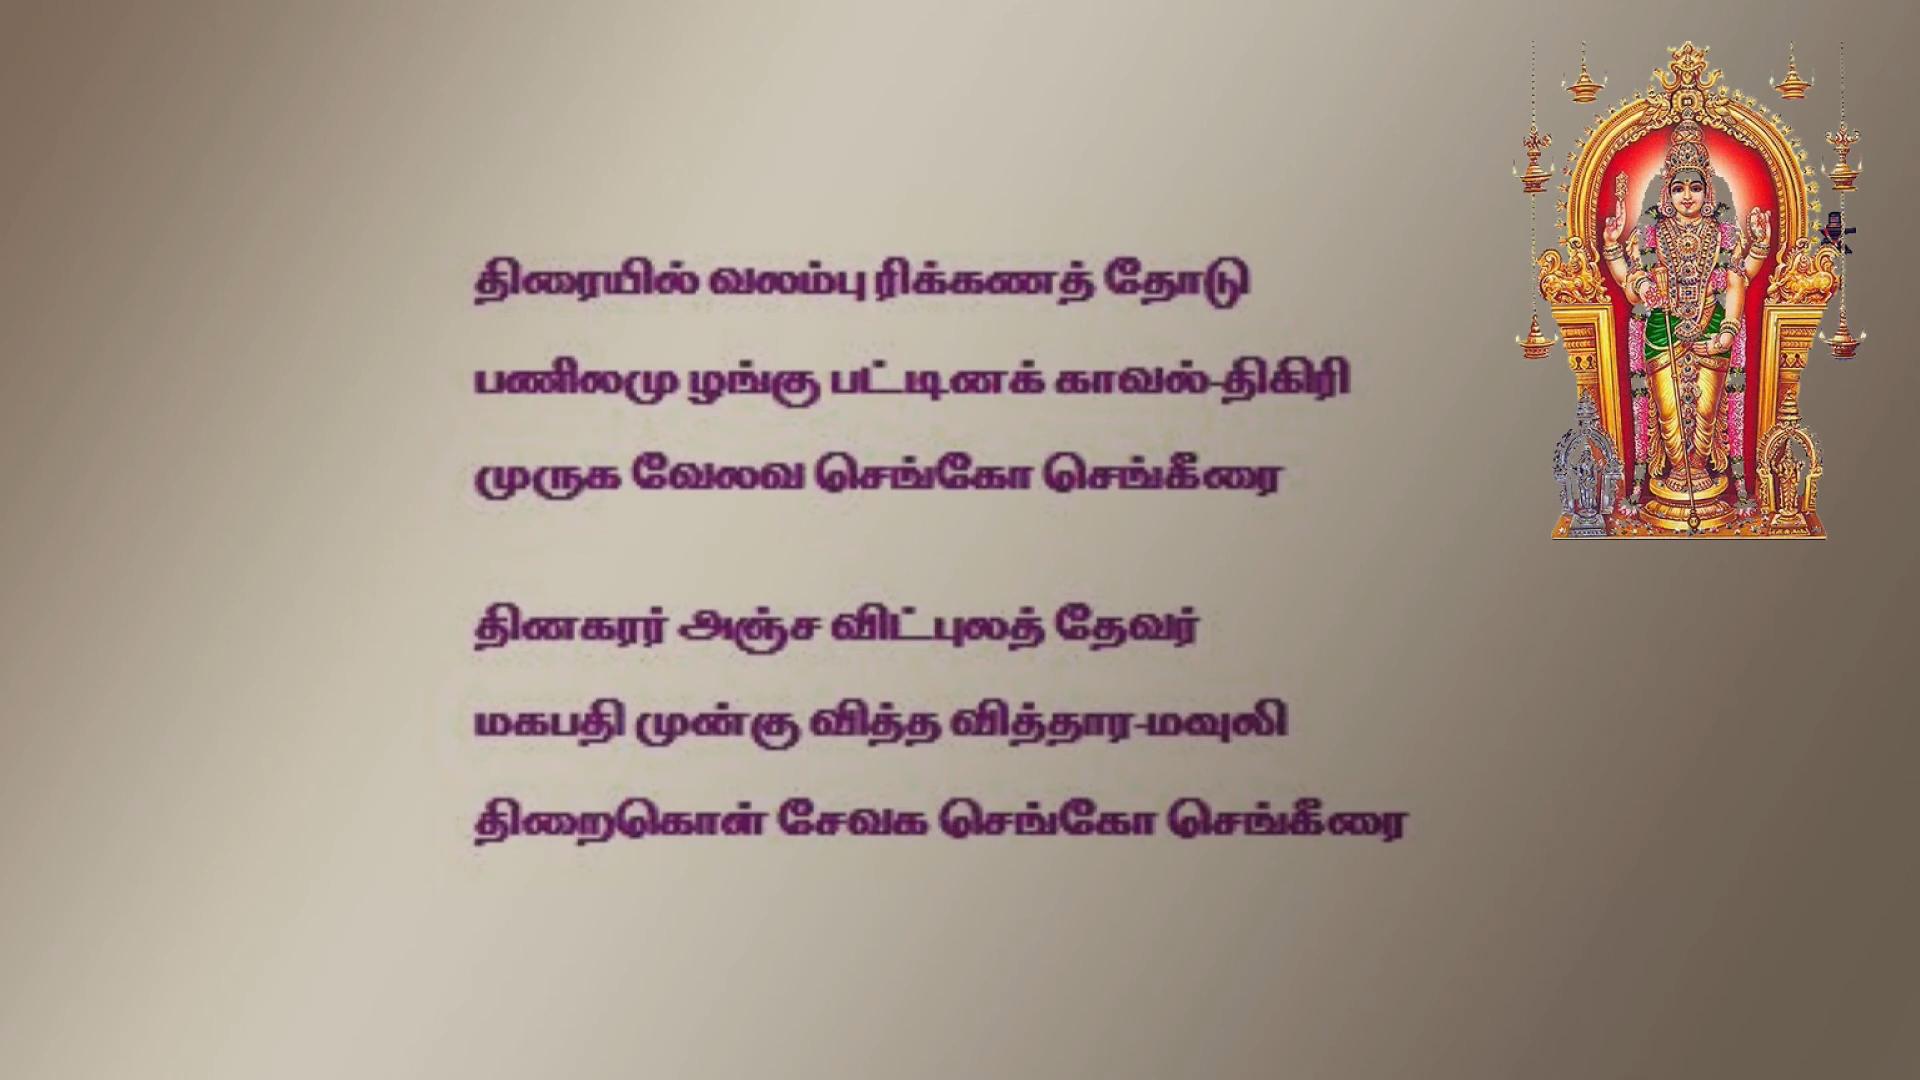 திரையில் வலம்பு ரிக்கணத் தோடு
பணிலமு ழங்கு பட்டினக் காவல்-திகிரி
முருக வேலவ செங்கோ செங்கீரை
தினகரர் அஞ்ச விட்புலத் தேவர்
மகபதி முன்கு வித்த வித்தார-மவுலி
திறைகொள் சேவக செங்கோ செங்கீரை